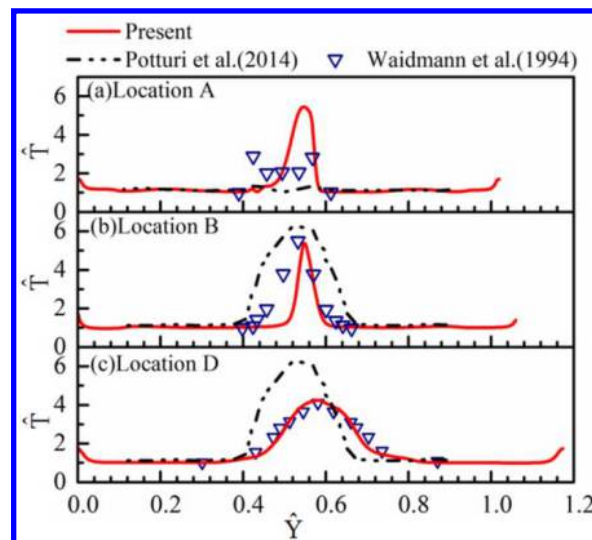 Present
Potturi et al.(2014) Waidmann et al.(1994)
(a)Location A
6
4
2
0
T̂
(b)Location B
6
4
2
0
T̂
(c)Location D
6
4
2
0
T̂
0.0 0.2 0.4 0.6 0.8 1.0 1.2
Ŷ